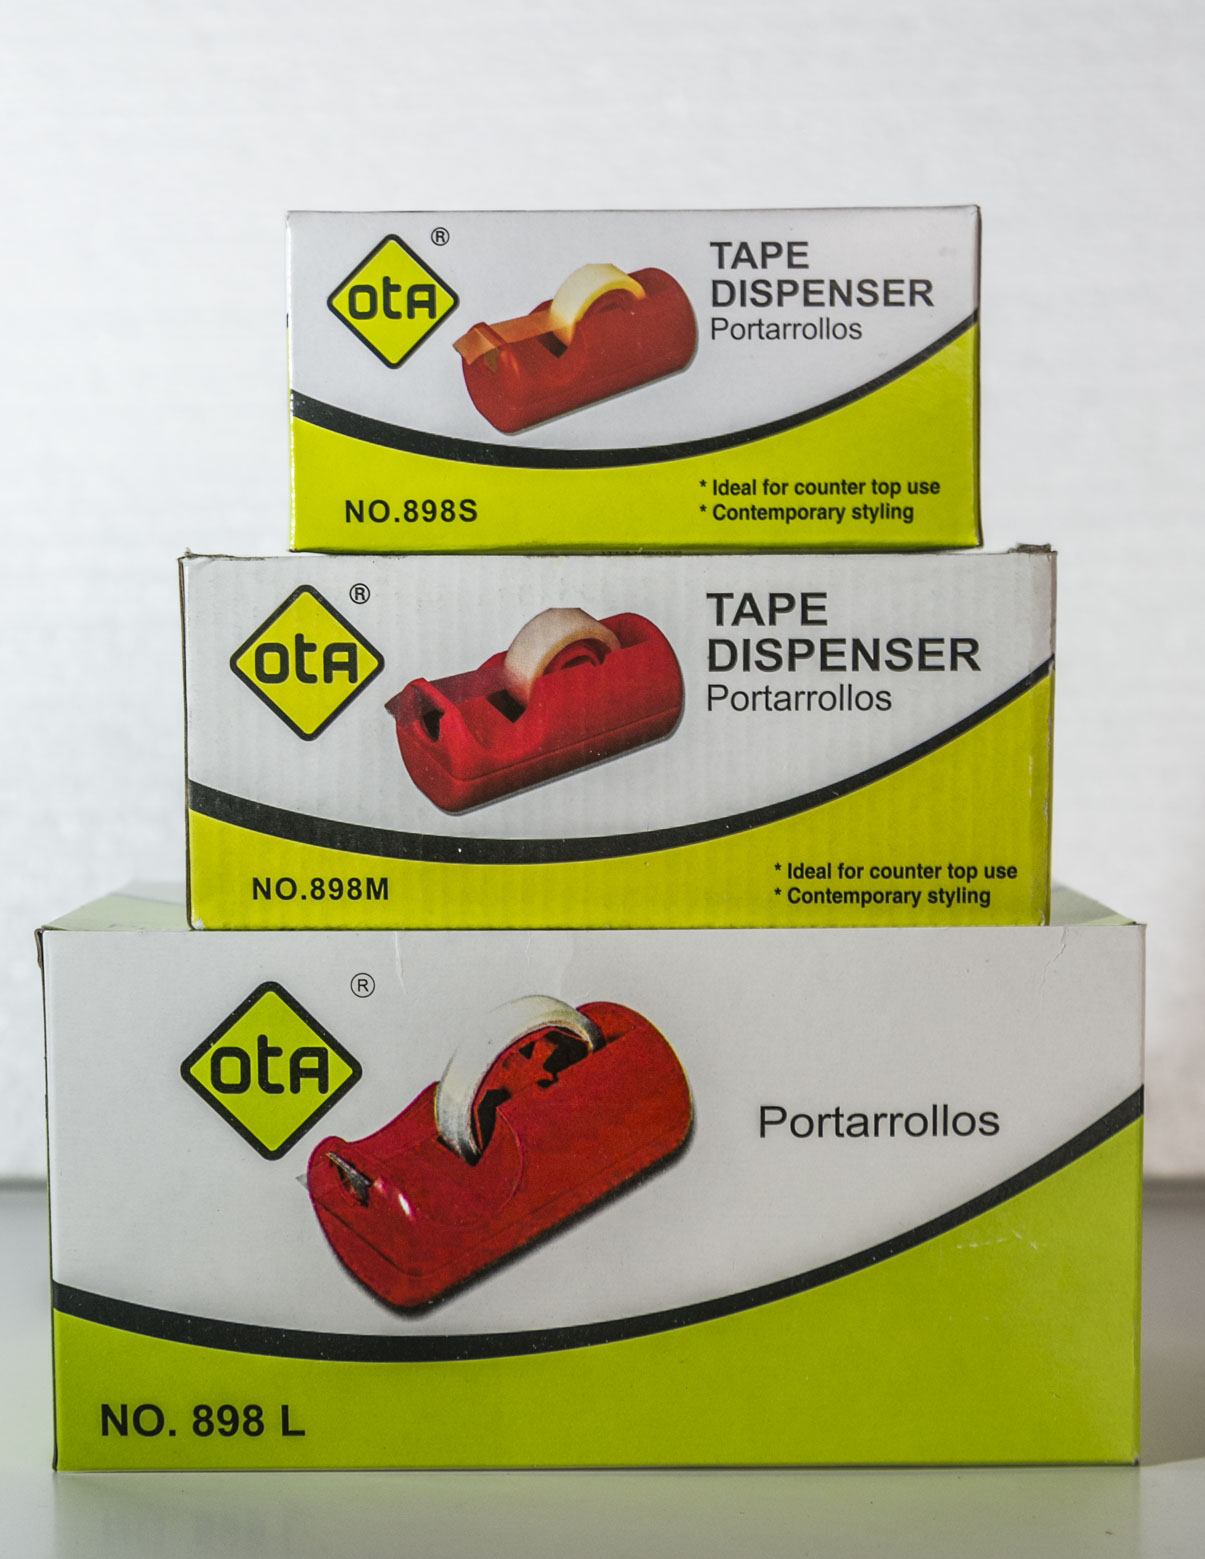 OtA ®
TAPE
DISPENSER
Portarrollos
* Ideal for counter top use
* Contemporary styling
NO.898S
OtA ®
TAPE
DISPENSER
Portarrollos
* Ideal for counter top use
* Contemporary styling
NO.898M
OtA ®
Portarrollos
NO. 898 L